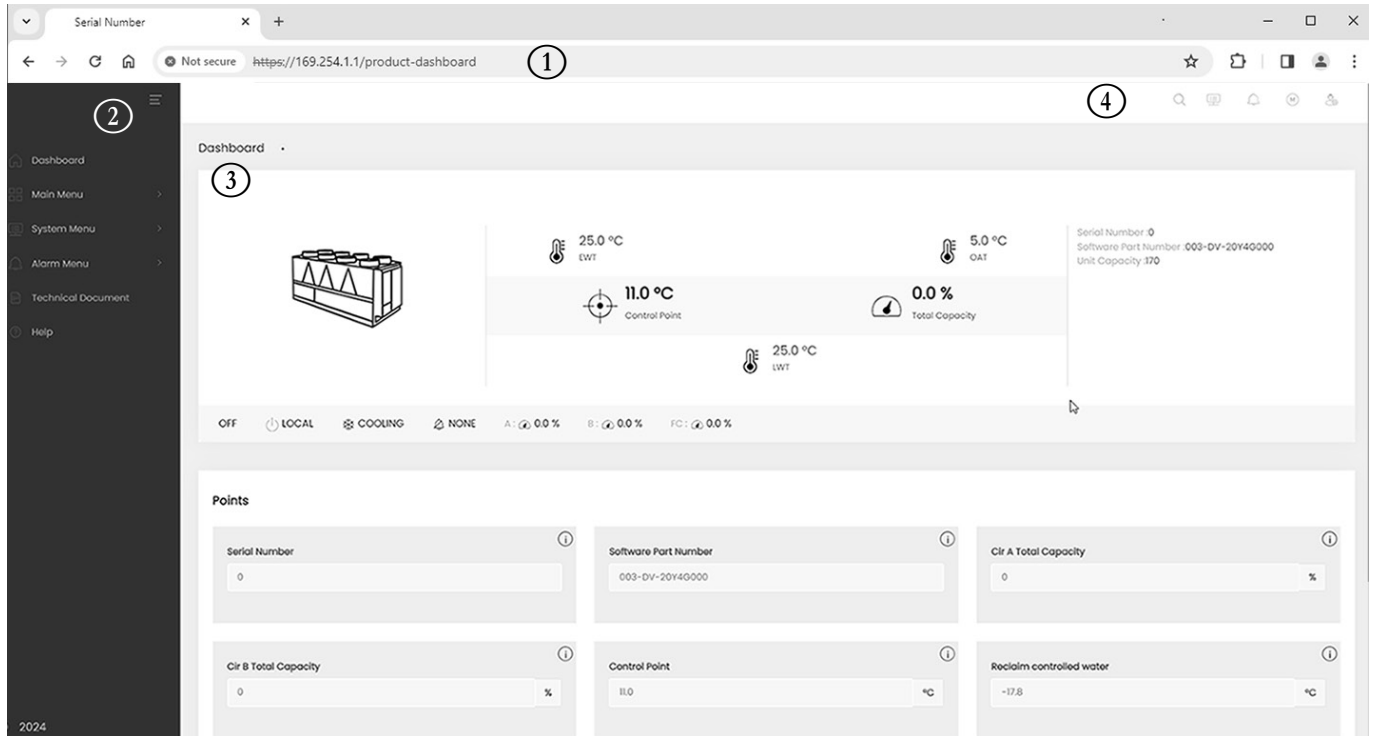 Serial Number
Not secure https://169.254.1.1/product-dashboard
1
2
4
Dashboard
Main Menu
System Menu
Alarm Menu
Technical Document
Help
2024
Dashboard
3
25.0 °C
EWT
5.0 °C
OAT
11.0 °C
Control Point
0.0 %
Total Capacity
25.0 °C
LWT
Serial Number :0
Software Part Number :003-DV-20Y4G000
Unit Capacity :170
OFF LOCAL COOLING NONE A : 0.0 % B : 0.0 % FC : 0.0 %
Points
Serial Number
0
Software Part Number
003-DV-20Y4G000
Cir A Total Capacity
0 %
Cir B Total Capacity
0 %
Control Point
11.0 °C
Reclaim controlled water
-17.8 °C